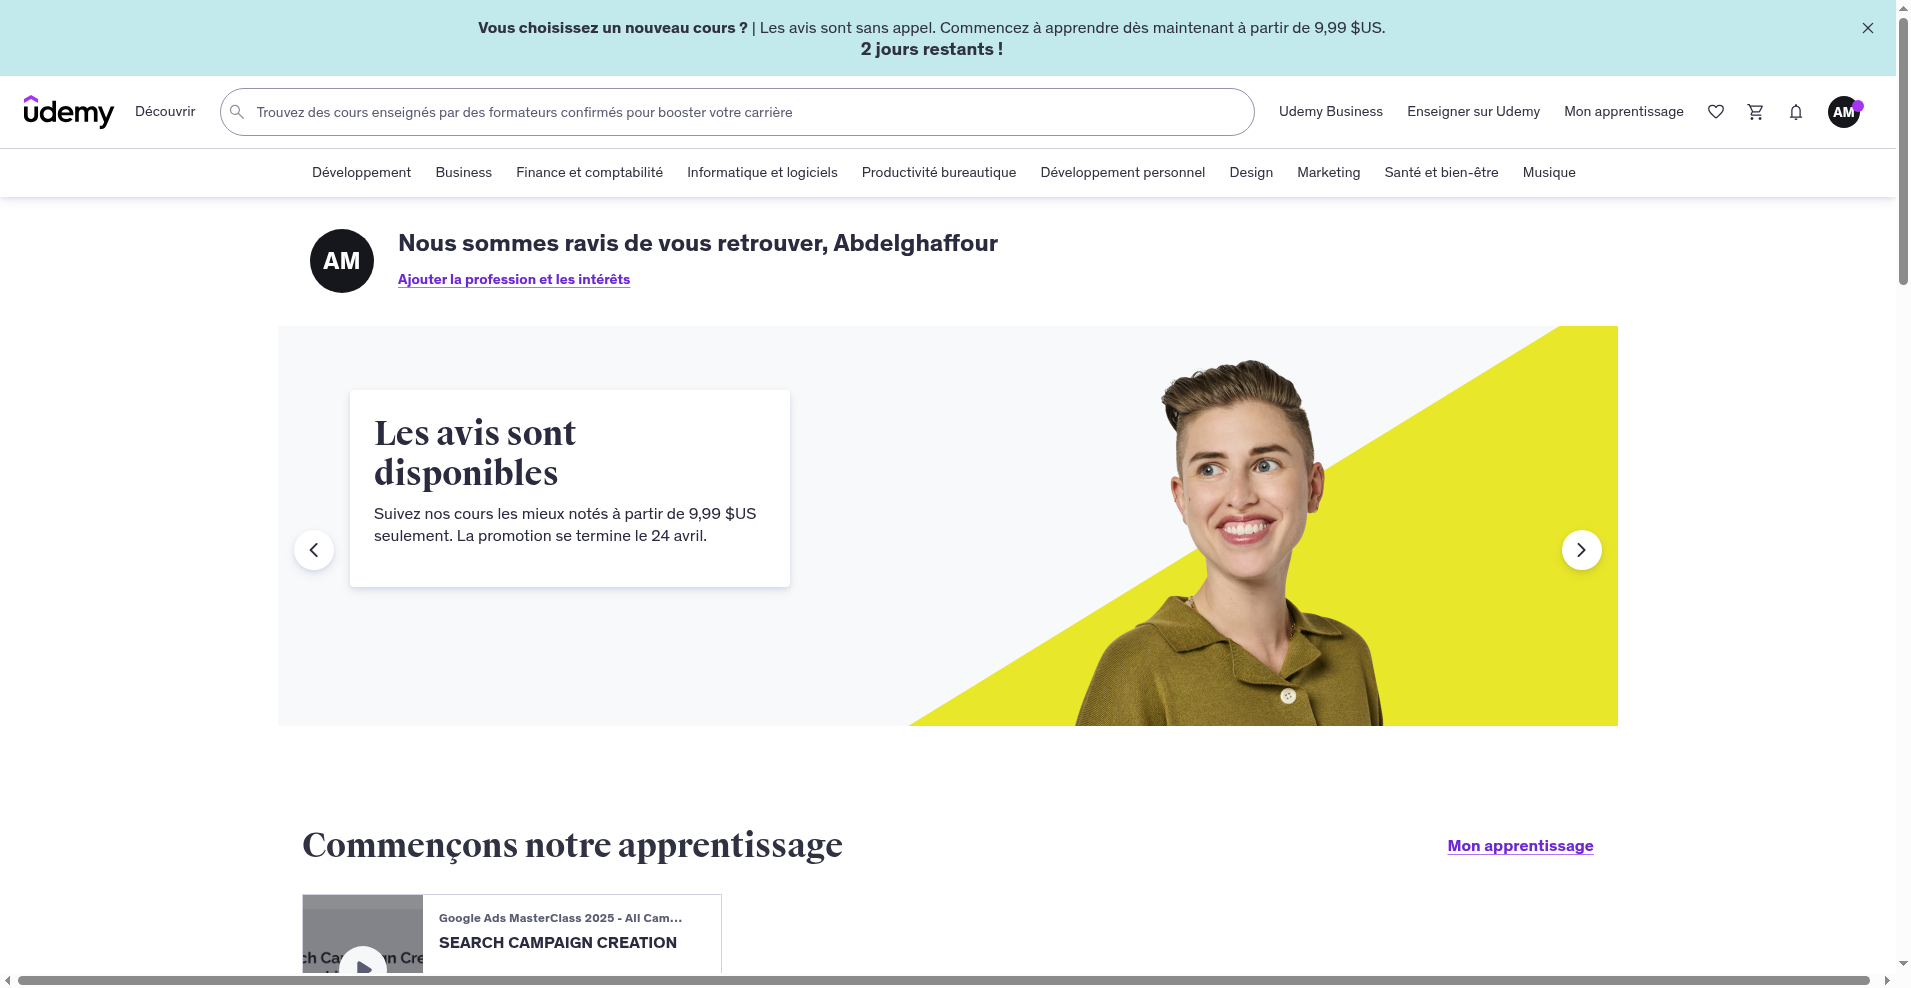 Vous choisissez un nouveau cours ? | Les avis sont sans appel. Commencez à apprendre dès maintenant à partir de 9,99 $US.
2 jours restants !
udemy
Découvrir
Trouvez des cours enseignés par des formateurs confirmés pour booster votre carrière
Udemy Business
Enseigner sur Udemy
Mon apprentissage
AM
Développement
Business
Finance et comptabilité
Informatique et logiciels
Productivité bureautique
Développement personnel
Design
Marketing
Santé et bien-être
Musique
AM
Nous sommes ravis de vous retrouver, Abdelghaffour
Ajouter la profession et les intérêts
Les avis sont
disponibles
Suivez nos cours les mieux notés à partir de 9,99 $US
seulement. La promotion se termine le 24 avril.
Commençons notre apprentissage
Mon apprentissage
Google Ads MasterClass 2025 - All Cam...
SEARCH CAMPAIGN CREATION